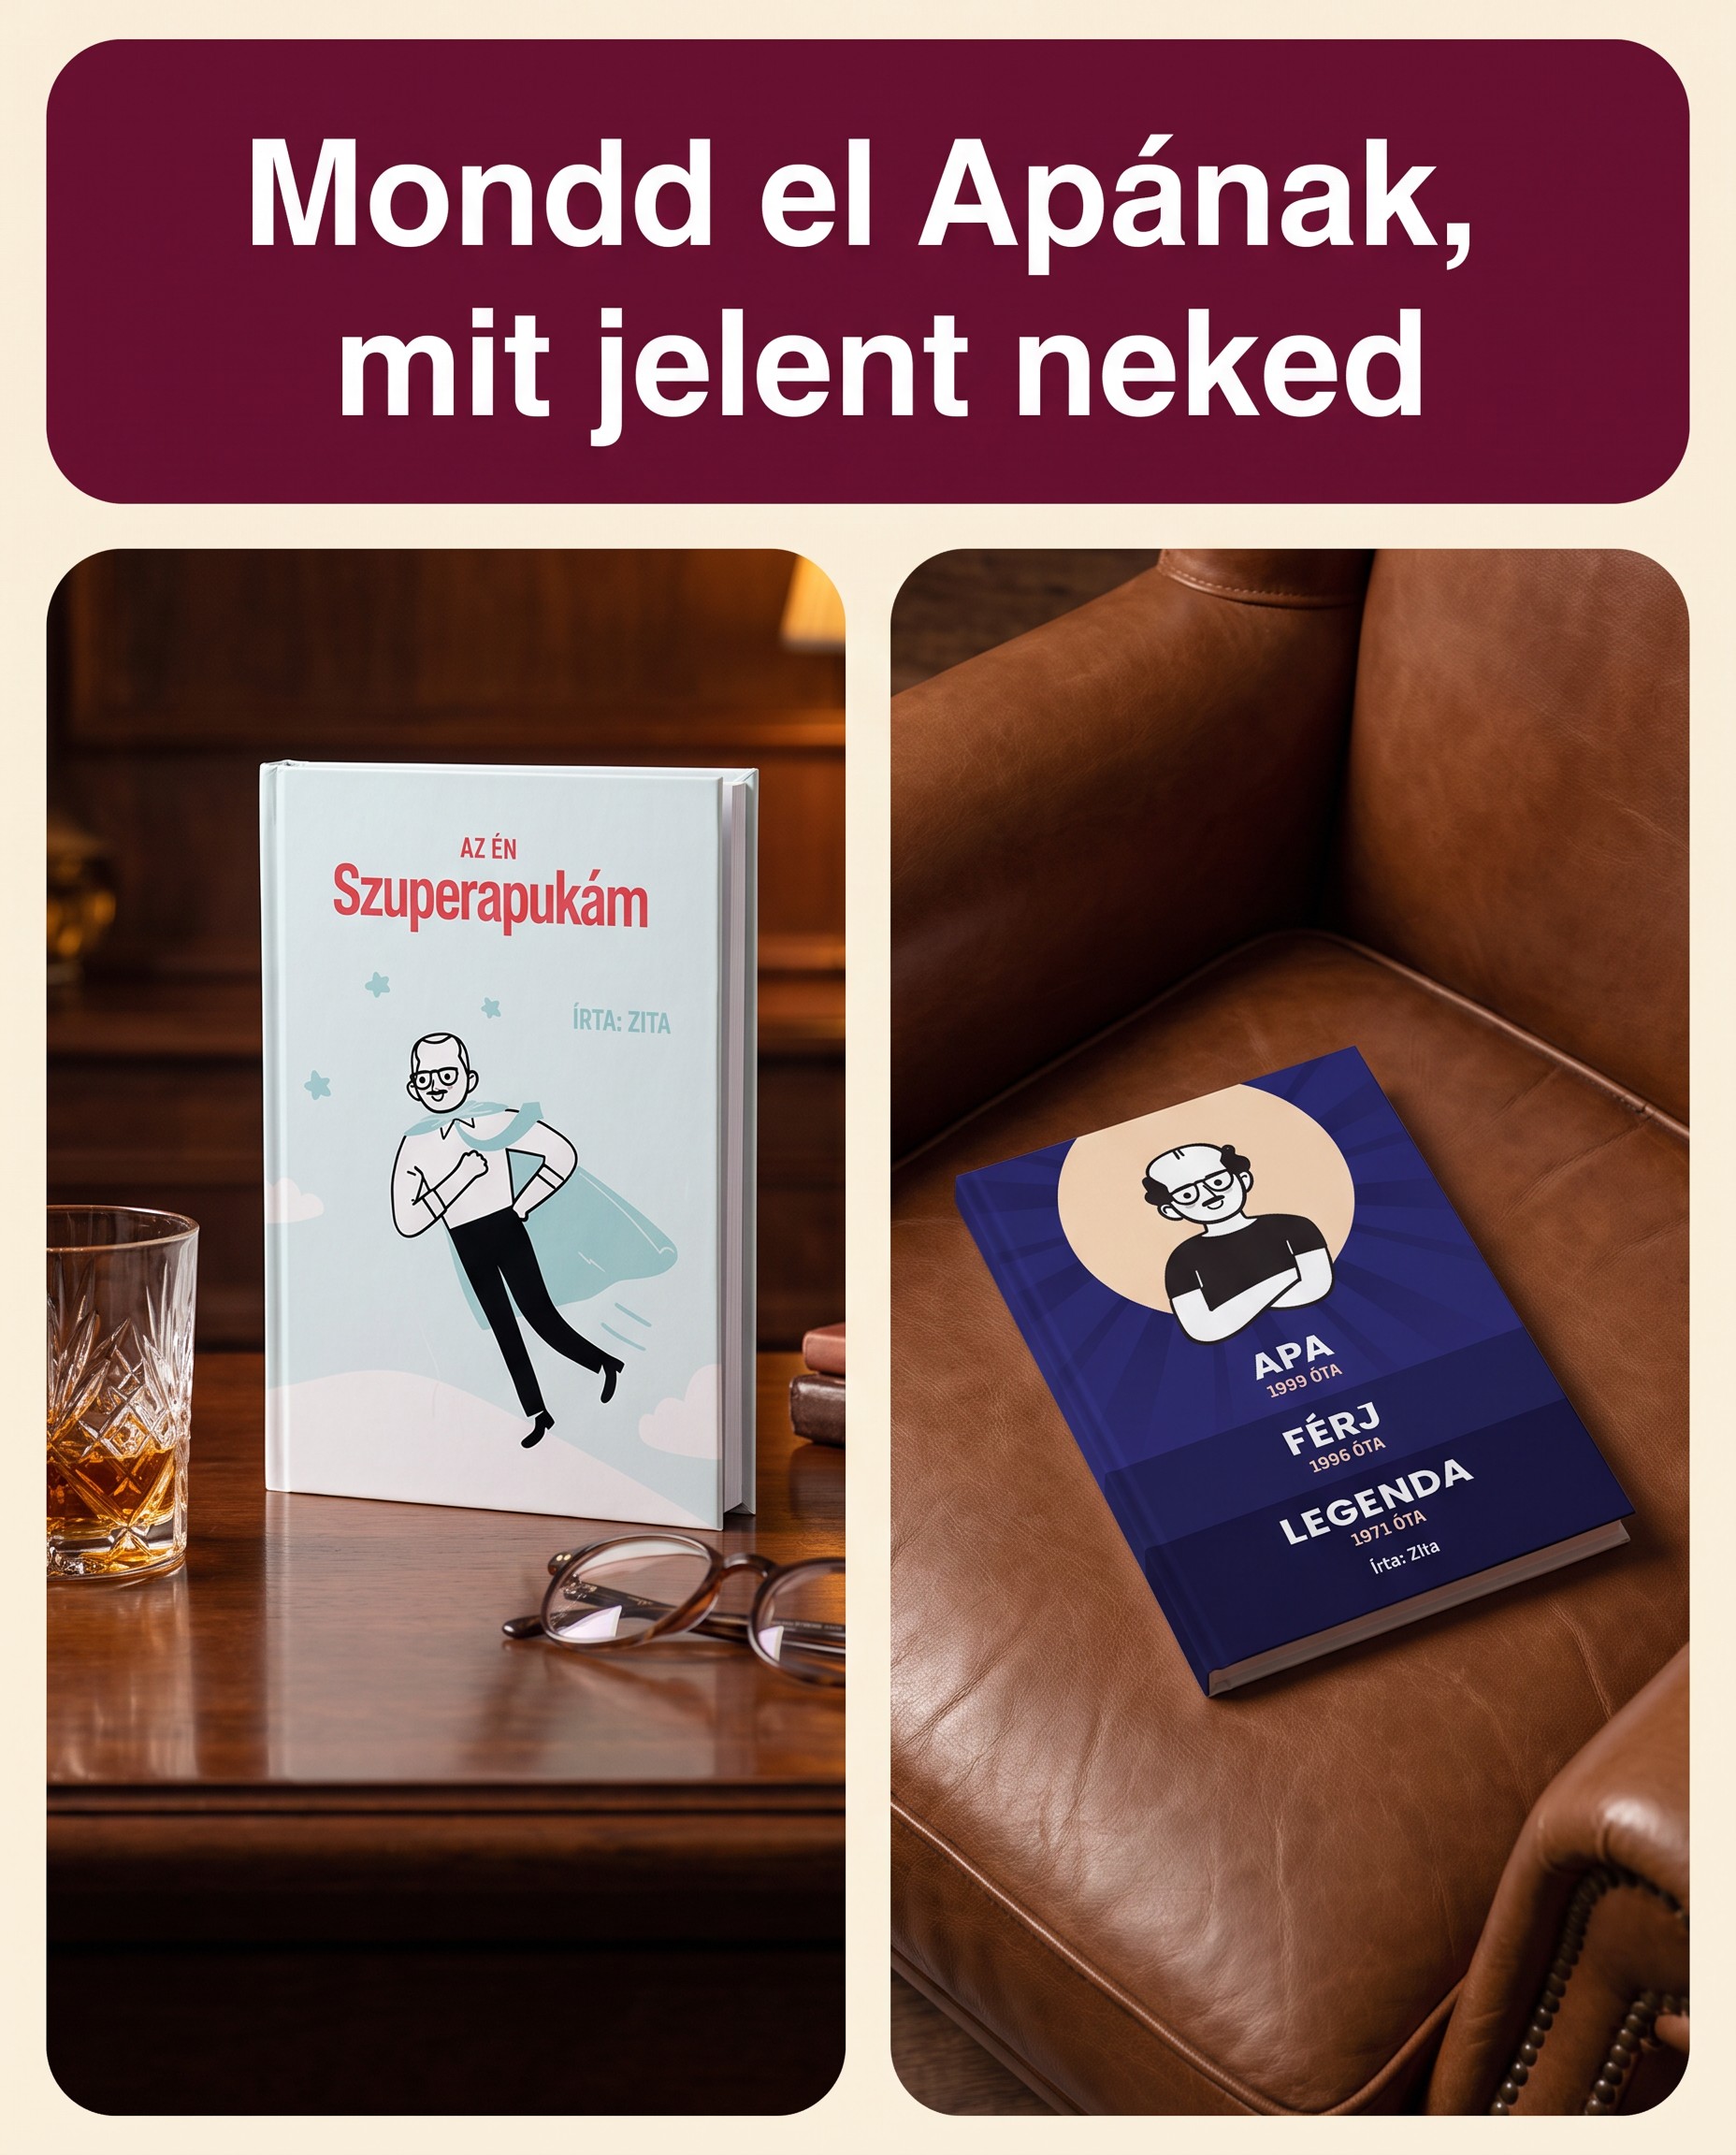 Mondd el Apának,
mit jelent neked
AZ ÉN
Szuperapukám
ÍRTA: ZITA
APA
1999 ÓTA
FÉRJ
1996 ÓTA
LEGENDA
1971 ÓTA
Írta: ZIta